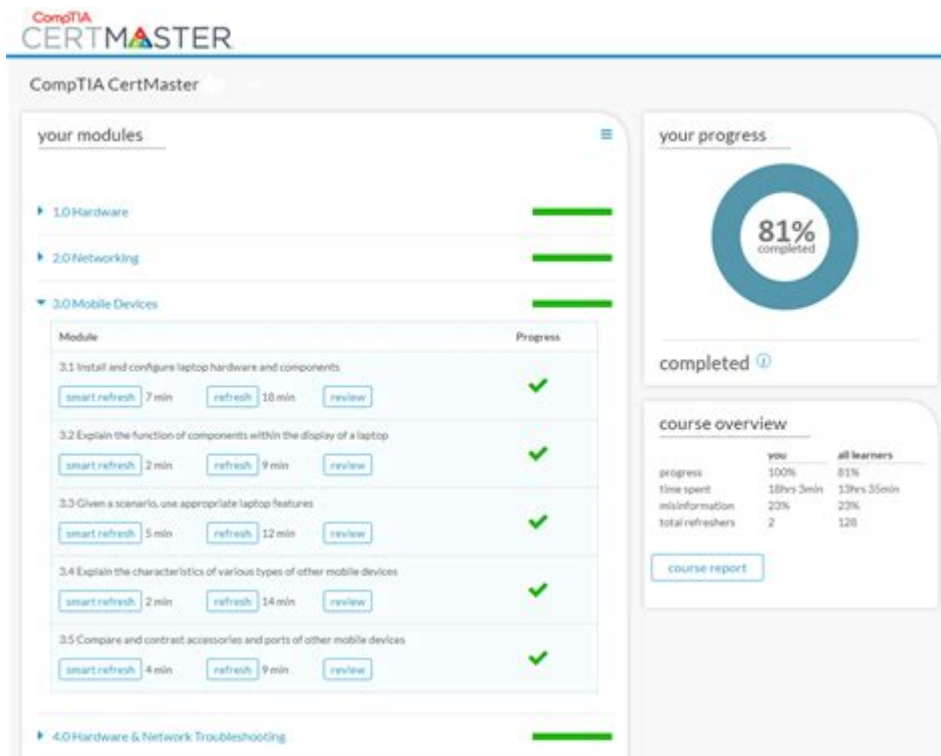 CompTIA
CERTMASTER
CompTIA CertMaster
your modules
1.0 Hardware
2.0 Networking
3.0 Mobile Devices
Module Progress
3.1 Install and configure laptop hardware and components
smart refresh 7 min refresh 18 min review
3.2 Explain the function of components within the display of a laptop
smart refresh 2 min refresh 9 min review
3.3 Given a scenario, use appropriate laptop features
smart refresh 5 min refresh 12 min review
3.4 Explain the characteristics of various types of other mobile devices
smart refresh 2 min refresh 14 min review
3.5 Compare and contrast accessories and ports of other mobile devices
smart refresh 4 min refresh 9 min review
4.0 Hardware & Network Troubleshooting
your progress
81%
completed
completed
course overview
you all learners
progress 100% 81%
time spent 18hrs 3min 13hrs 35min
misinformation 23% 23%
total refreshers 2 128
course report